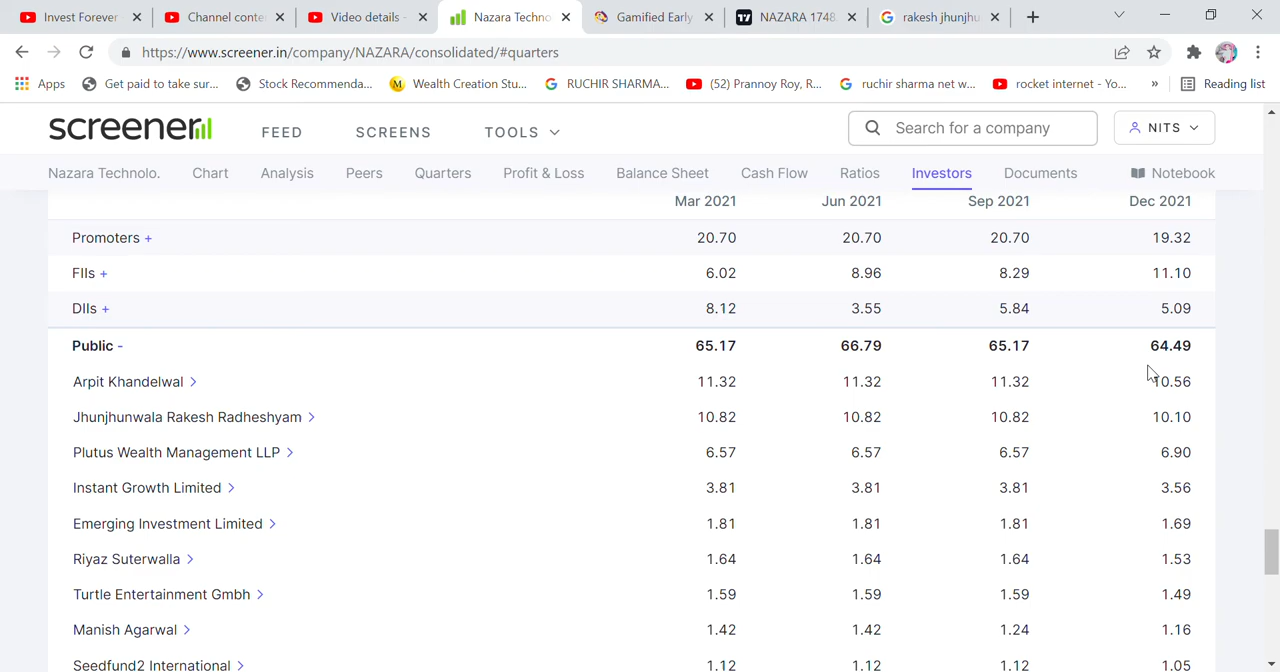 Invest Forever
Channel conte
Video details -
Nazara Techno
Gamified Early
NAZARA 1748.
rakesh jhunjhu
https://www.screener.in/company/NAZARA/consolidated/#quarters
Apps
Get paid to take sur...
Stock Recommenda...
Wealth Creation Stu...
RUCHIR SHARMA...
(52) Prannoy Roy, R...
ruchir sharma net w...
rocket internet - Yo...
»
Reading list
screener
FEED
SCREENS
TOOLS
Search for a company
NITS
Nazara Technolo.
Chart
Analysis
Peers
Quarters
Profit & Loss
Balance Sheet
Cash Flow
Ratios
Investors
Documents
Notebook
Mar 2021 Jun 2021 Sep 2021 Dec 2021
Promoters + 20.70 20.70 20.70 19.32
FIIs + 6.02 8.96 8.29 11.10
DIIs + 8.12 3.55 5.84 5.09
Public - 65.17 66.79 65.17 64.49
Arpit Khandelwal 11.32 11.32 11.32 10.56
Jhunjhunwala Rakesh Radheshyam 10.82 10.82 10.82 10.10
Plutus Wealth Management LLP 6.57 6.57 6.57 6.90
Instant Growth Limited 3.81 3.81 3.81 3.56
Emerging Investment Limited 1.81 1.81 1.81 1.69
Riyaz Suterwalla 1.64 1.64 1.64 1.53
Turtle Entertainment Gmbh 1.59 1.59 1.59 1.49
Manish Agarwal 1.42 1.42 1.24 1.16
Seedfund2 International 1.12 1.12 1.12 1.05